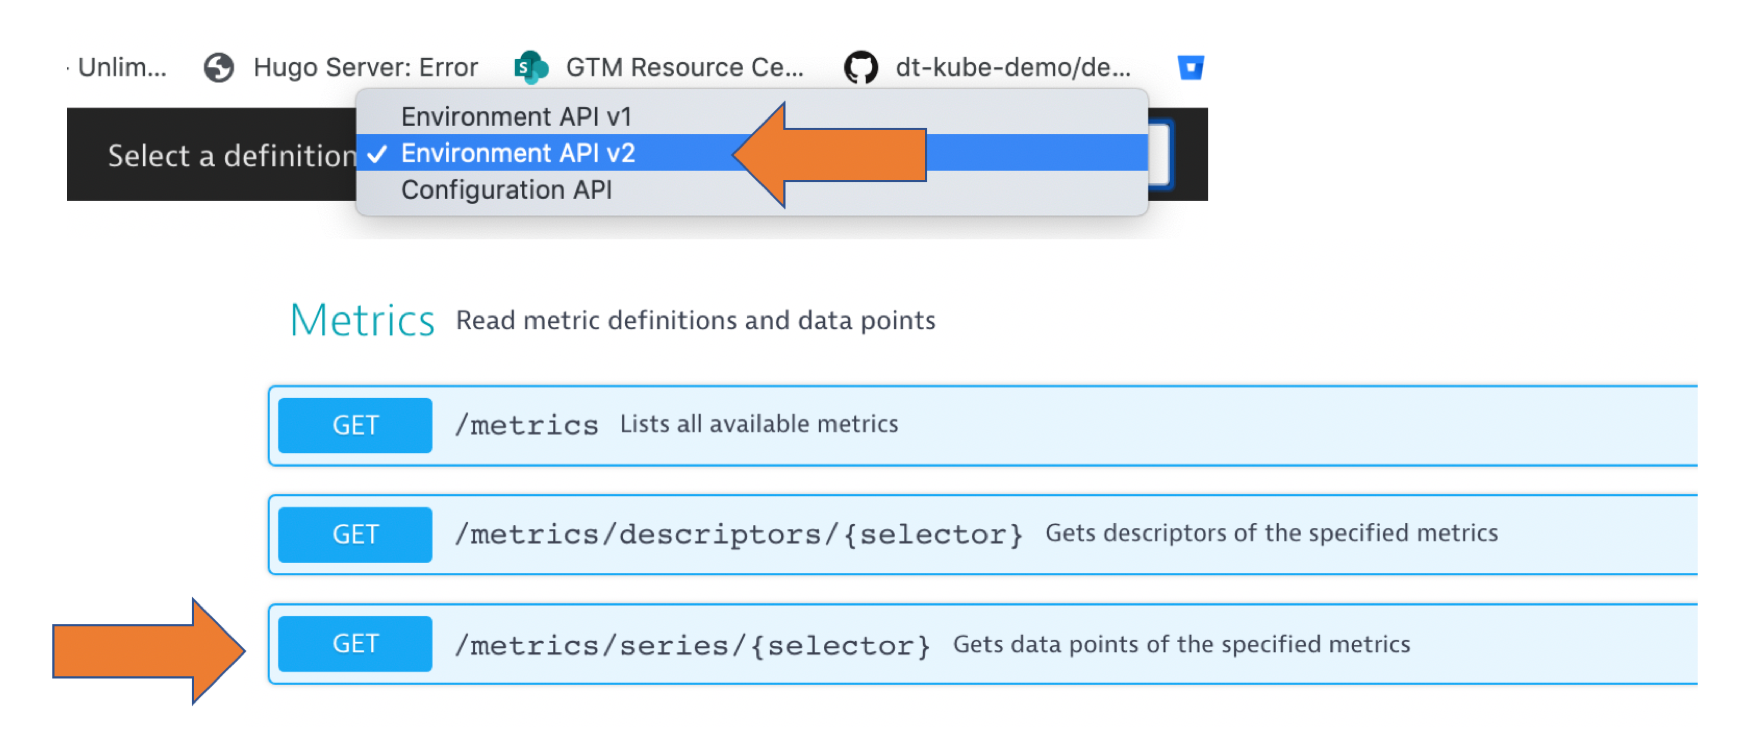 · Unlim... Hugo Server: Error GTM Resource Ce... dt-kube-demo/de...
Environment API v1
Select a definition ✓ Environment API v2
Configuration API
Metrics Read metric definitions and data points
GET /metrics Lists all available metrics
GET /metrics/descriptors/{selector} Gets descriptors of the specified metrics
GET /metrics/series/{selector} Gets data points of the specified metrics